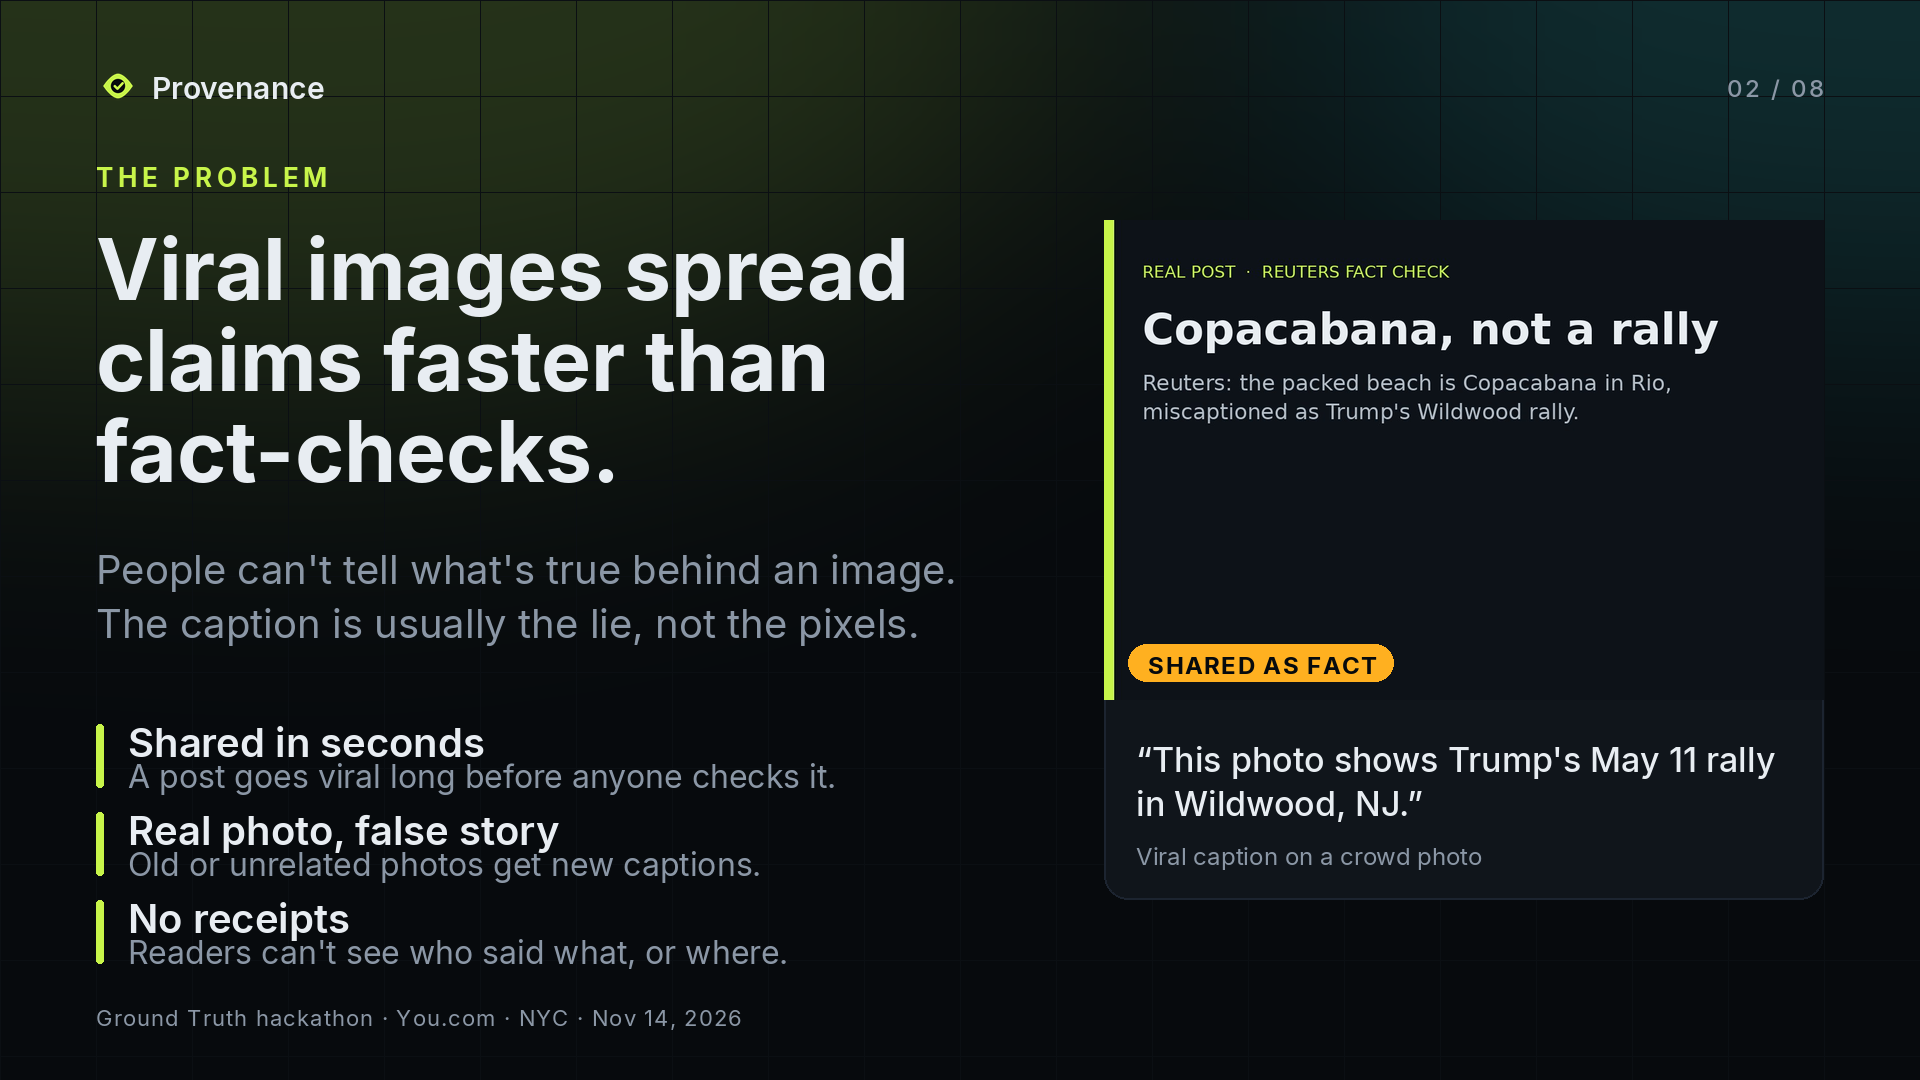 Provenance
02 / 08
THE PROBLEM
Viral images spread
claims faster than
fact-checks.
People can't tell what's true behind an image.
The caption is usually the lie, not the pixels.
Shared in seconds
A post goes viral long before anyone checks it.
Real photo, false story
Old or unrelated photos get new captions.
No receipts
Readers can't see who said what, or where.
Ground Truth hackathon · You.com · NYC · Nov 14, 2026
REAL POST · REUTERS FACT CHECK
Copacabana, not a rally
Reuters: the packed beach is Copacabana in Rio,
miscaptioned as Trump's Wildwood rally.
SHARED AS FACT
“This photo shows Trump's May 11 rally
in Wildwood, NJ.”
Viral caption on a crowd photo